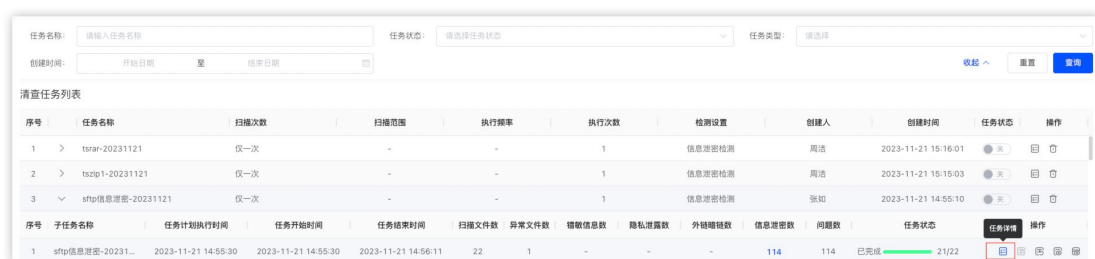 任务名称： 请输入任务名称 任务状态： 请选择任务状态 任务类型： 请选择
创建时间： 开始日期 至 结束日期 收起 重置 查询
清查任务列表
序号 任务名称 扫描次数 扫描范围 执行频率 执行次数 检测设置 创建人 创建时间 任务状态 操作
1 tsrar-20231121 仅一次 - - 1 信息泄密检测 周洁 2023-11-21 15:16:01 关
2 tszip1-20231121 仅一次 - - 1 信息泄密检测 周洁 2023-11-21 15:15:03 关
3 sftp信息泄密-20231121 仅一次 - - 1 信息泄密检测 张如 2023-11-21 14:55:10 关
序号 子任务名称 任务计划执行时间 任务开始时间 任务结束时间 扫描文件数 异常文件数 错敏信息数 隐私泄露数 外链暗链数 信息泄密数 问题数 任务状态 任务详情 操作
1 sftp信息泄密-20231... 2023-11-21 14:55:30 2023-11-21 14:55:30 2023-11-21 14:56:11 22 1 - - - 114 114 已完成 21/22